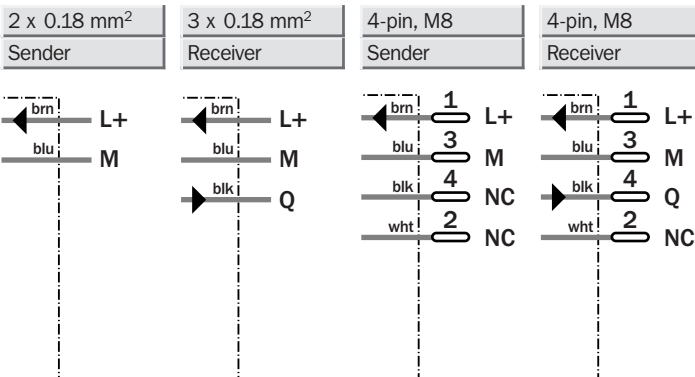 2 x 0.18 mm²
Sender
brn L+
blu M
3 x 0.18 mm²
Receiver
brn L+
blu M
blk Q
4-pin, M8
Sender
brn 1 L+
blu 3 M
blk 4 NC
wht 2 NC
4-pin, M8
Receiver
brn 1 L+
blu 3 M
blk 4 Q
wht 2 NC